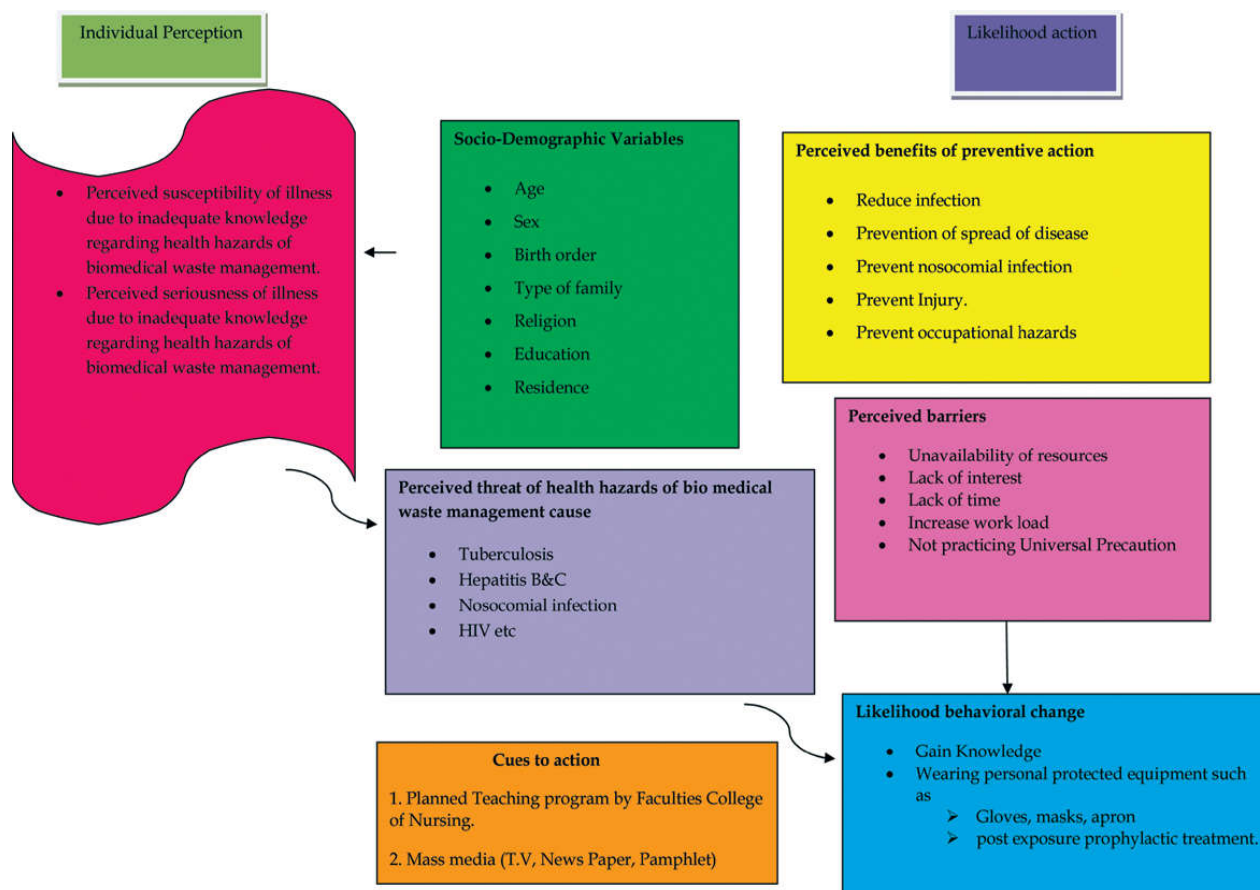 Individual Perception
Likelihood action
• Perceived susceptibility of illness
due to inadequate knowledge
regarding health hazards of
biomedical waste management.
• Perceived seriousness of illness
due to inadequate knowledge
regarding health hazards of
biomedical waste management.
Socio-Demographic Variables
• Age
• Sex
• Birth order
• Type of family
• Religion
• Education
• Residence
Perceived benefits of preventive action
• Reduce infection
• Prevention of spread of disease
• Prevent nosocomial infection
• Prevent Injury.
• Prevent occupational hazards
Perceived barriers
• Unavailability of resources
• Lack of interest
• Lack of time
• Increase work load
• Not practicing Universal Precaution
Perceived threat of health hazards of bio medical
waste management cause
• Tuberculosis
• Hepatitis B&C
• Nosocomial infection
• HIV etc
Likelihood behavioral change
• Gain Knowledge
• Wearing personal protected equipment such
as
➢ Gloves, masks, apron
➢ post exposure prophylactic treatment.
Cues to action
1. Planned Teaching program by Faculties College
of Nursing.
2. Mass media (T.V, News Paper, Pamphlet)